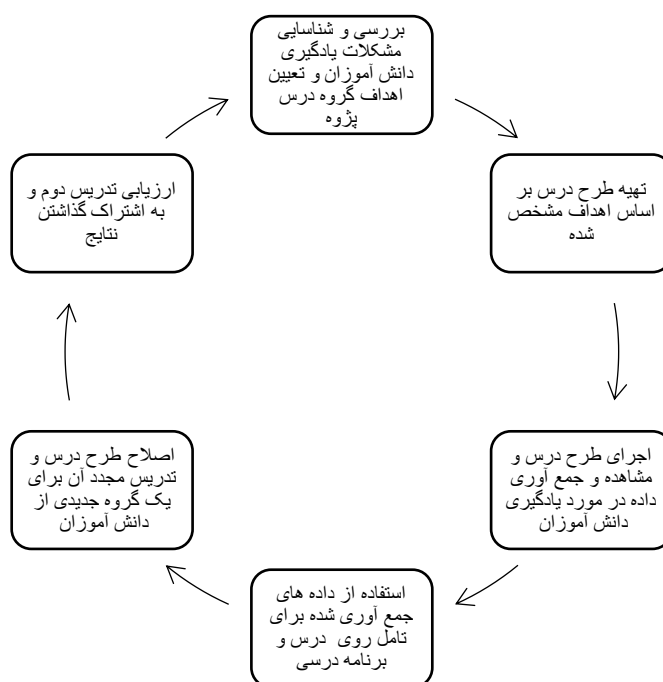 بررسی و شناسایی
مشکلات یادگیری
دانش آموزان و تعیین
اهداف گروه درس
پژوه
تهیه طرح درس بر
اساس اهداف مشخص
شده
اجرای طرح درس و
مشاهده و جمع آوری
داده در مورد یادگیری
دانش آموزان
استفاده از داده های
جمع آوری شده برای
تامل روی درس و
برنامه درسی
اصلاح طرح درس و
تدریس مجدد آن برای
یک گروه جدیدی از
دانش آموزان
ارزیابی تدریس دوم و
به اشتراک گذاشتن
نتایج